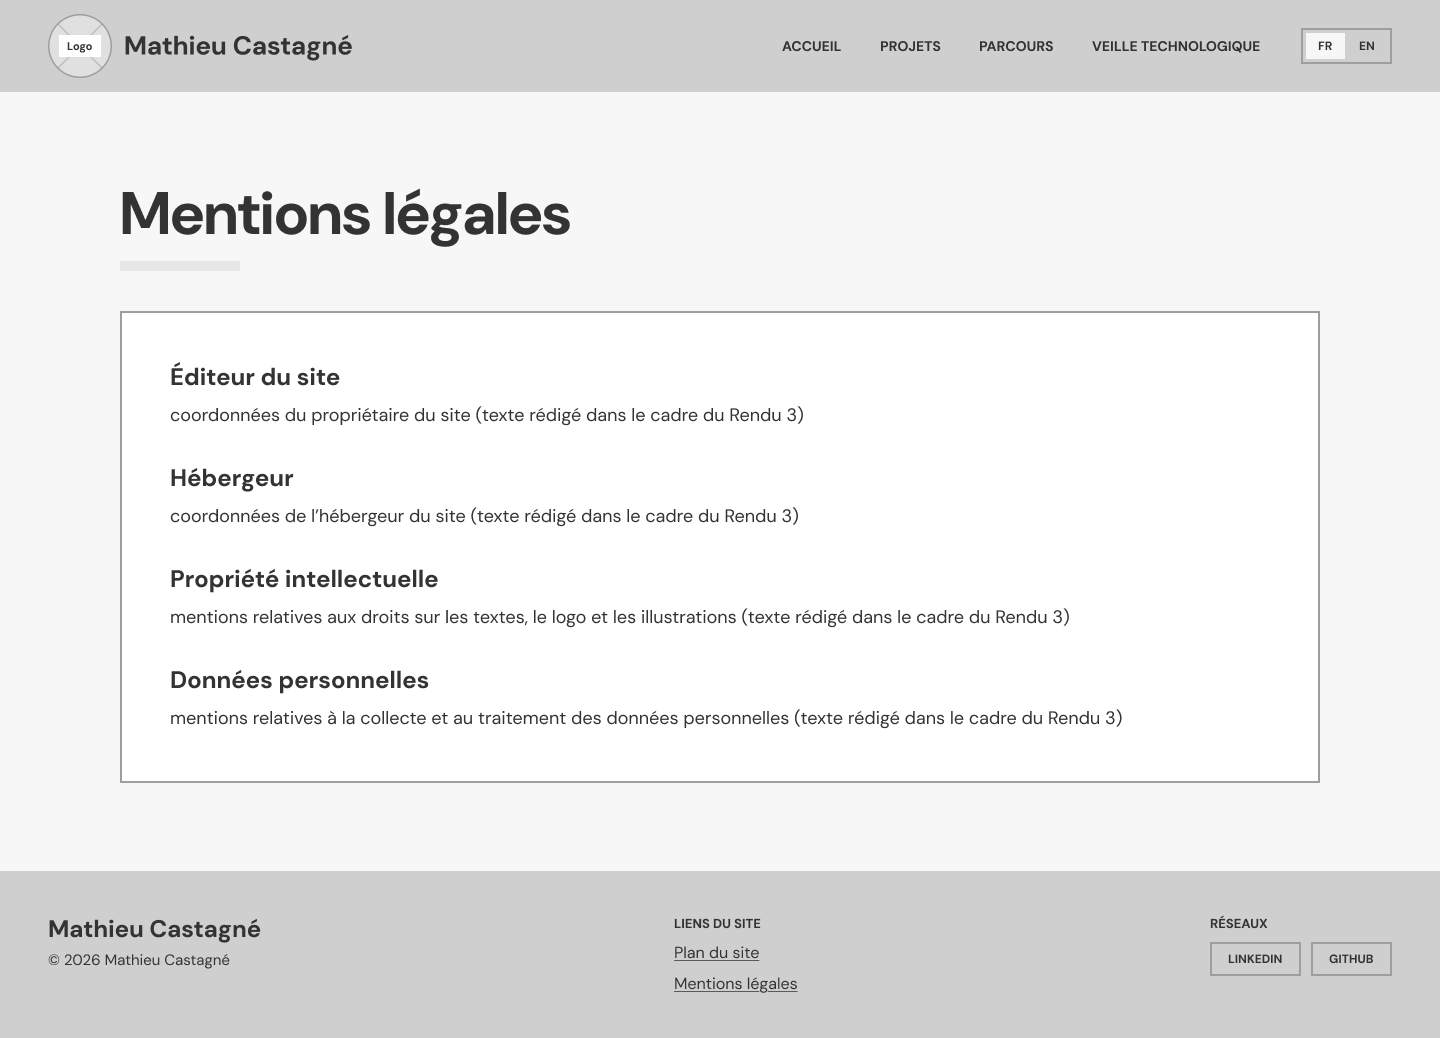 Logo
Mathieu Castagné
ACCUEIL
PROJETS
PARCOURS
VEILLE TECHNOLOGIQUE
FR
EN
Mentions légales
Éditeur du site
coordonnées du propriétaire du site (texte rédigé dans le cadre du Rendu 3)
Hébergeur
coordonnées de l’hébergeur du site (texte rédigé dans le cadre du Rendu 3)
Propriété intellectuelle
mentions relatives aux droits sur les textes, le logo et les illustrations (texte rédigé dans le cadre du Rendu 3)
Données personnelles
mentions relatives à la collecte et au traitement des données personnelles (texte rédigé dans le cadre du Rendu 3)
Mathieu Castagné
© 2026 Mathieu Castagné
LIENS DU SITE
Plan du site
Mentions légales
RÉSEAUX
LINKEDIN
GITHUB